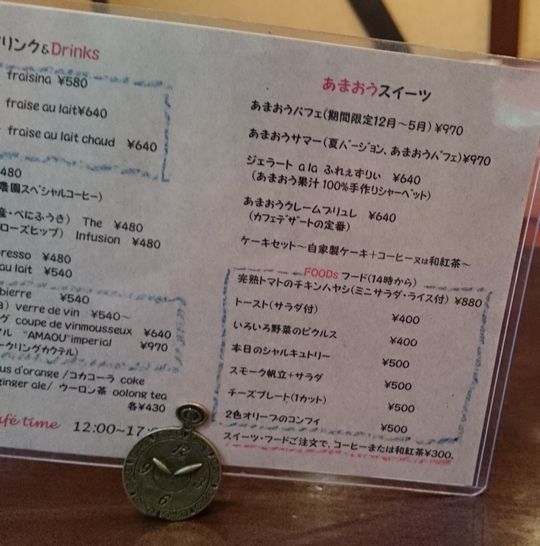 リンク&Drinks
fraisina ¥580
fraise au lait¥640
fraise au lait chaud ¥640
480
農園スペシャルコーヒー)
産・べにふうき) The ¥480
ローズヒップ) Infusion ¥480
presso ¥480
au lait ¥540
bierre ¥540
) verre de vin ¥540~
グ coupe de vinmousseux ¥640
ル "AMAOU"imperial ¥970
ークリングカクテル)
us d'orange /コカコーラ coke
ginger ale/ ウーロン茶 oolong tea
各¥430
afé time 12:00~17:
あまおうスイーツ
あまおうパフェ(期間限定12月~5月) ¥970
あまおうサマー(夏バージョン、あまおうパフェ)¥970
ジェラート a la ふれぇずりぃ ¥640
(あまおう果汁100%手作りシャーベット)
あまおうクレームブリュレ ¥640
(カフェデザートの定番)
ケーキセット~自家製ケーキ+コーヒー又は和紅茶~
FOODs フード(14時から)
完熟トマトのチキンハヤシ(ミニサラダ・ライス付) ¥880
トースト(サラダ付) ¥400
いろいろ野菜のピクルス ¥400
本日のシャルキュトリー ¥500
スモーク帆立+サラダ ¥500
チーズプレート(1カット) ¥500
2色オリーブのコンフィ ¥500
スイーツ・フードご注文で、コーヒーまたは和紅茶¥300.